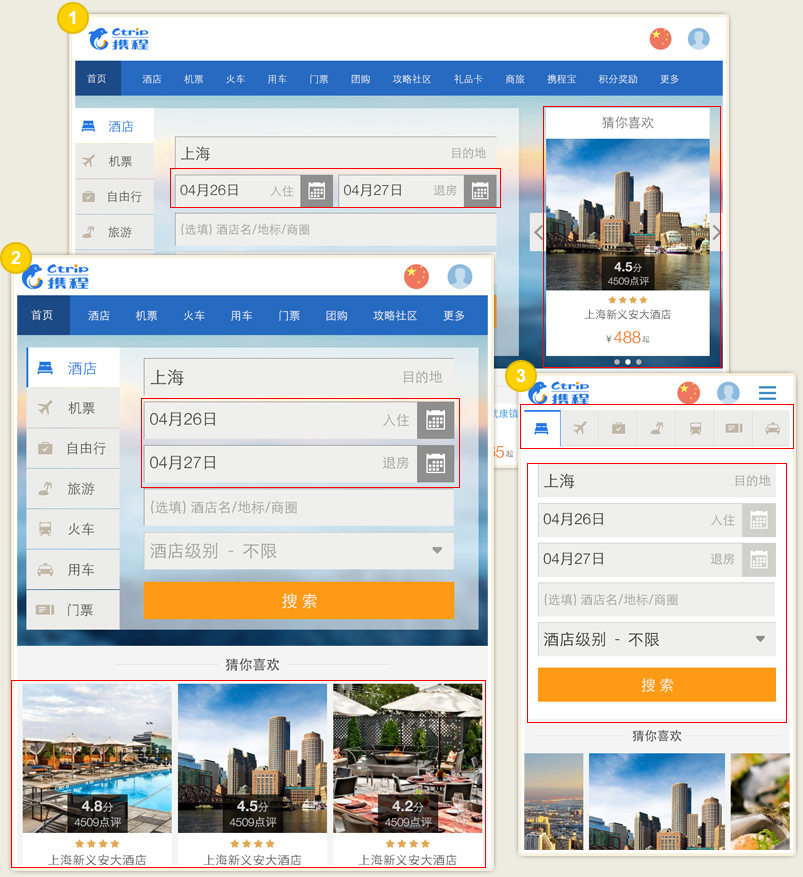 1
Ctrip
携程
首页 酒店 机票 火车 用车 门票 团购 攻略社区 礼品卡 商旅 携程宝 积分奖励 更多
酒店
机票
自由行
旅游
上海 目的地
04月26日 入住 04月27日 退房
(选填) 酒店名/地标/商圈
猜你喜欢
4.5分
4509点评
上海新义安大酒店
¥488起
2
Ctrip
携程
首页 酒店 机票 火车 用车 门票 团购 攻略社区 更多
酒店
机票
自由行
旅游
火车
用车
门票
上海 目的地
04月26日 入住
04月27日 退房
(选填) 酒店名/地标/商圈
酒店级别 - 不限
搜索
猜你喜欢
4.8分
4509点评
上海新义安大酒店
4.5分
4509点评
上海新义安大酒店
4.2分
4509点评
上海新义安大酒店
康镇
5起
3
Ctrip
携程
上海 目的地
04月26日 入住
04月27日 退房
(选填) 酒店名/地标/商圈
酒店级别 - 不限
搜索
猜你喜欢